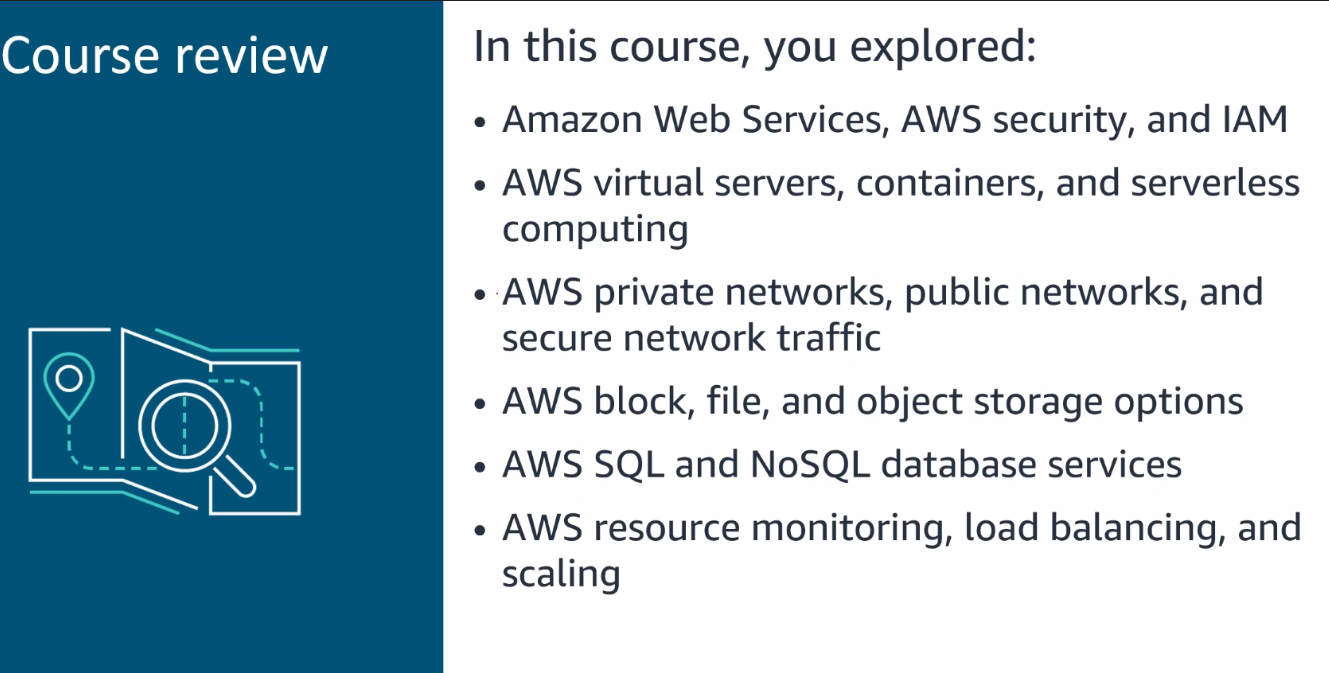 Course review
In this course, you explored:
• Amazon Web Services, AWS security, and IAM
• AWS virtual servers, containers, and serverless
computing
• AWS private networks, public networks, and
secure network traffic
• AWS block, file, and object storage options
• AWS SQL and NoSQL database services
• AWS resource monitoring, load balancing, and
scaling